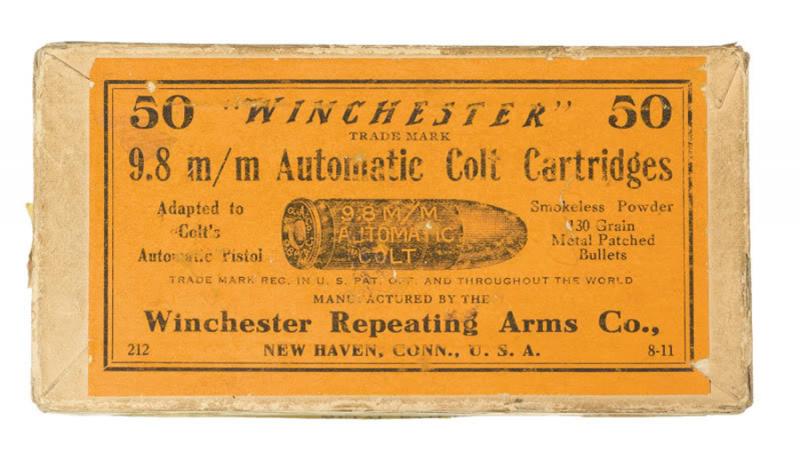 50 "WINCHESTER" 50
TRADE MARK
9.8 m/m Automatic Colt Cartridges
Adapted to
Colt's
Automatic Pistol
9.8 M/M
AUTOMATIC
COLT
Smokeless Powder
130 Grain
Metal Patched
Bullets
TRADE MARK REG. IN U. S. PAT. OFF. AND THROUGHOUT THE WORLD
MANUFACTURED BY THE
Winchester Repeating Arms Co.,
212 NEW HAVEN, CONN., U. S. A. 8-11